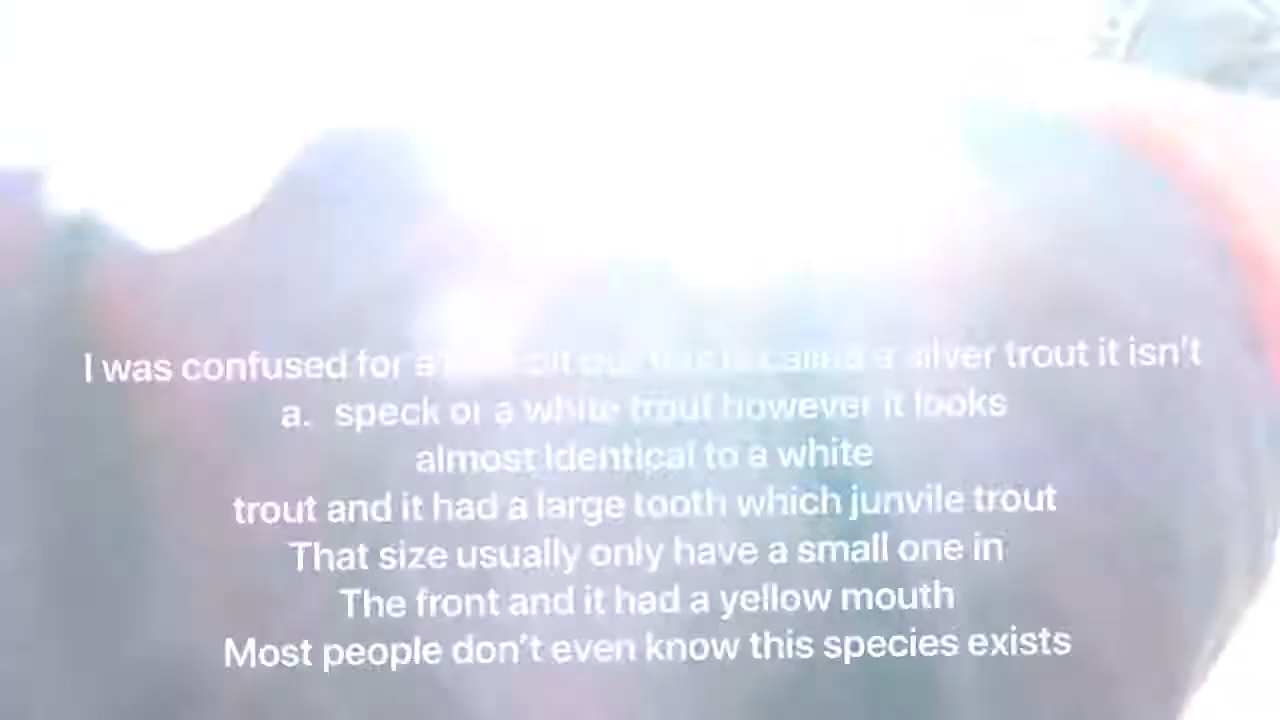 I was confused for a silver trout it isn't
a. speck or a white trout however it looks
almost identical to a white
trout and it had a large tooth which junvile trout
That size usually only have a small one in
The front and it had a yellow mouth
Most people don't even know this species exists